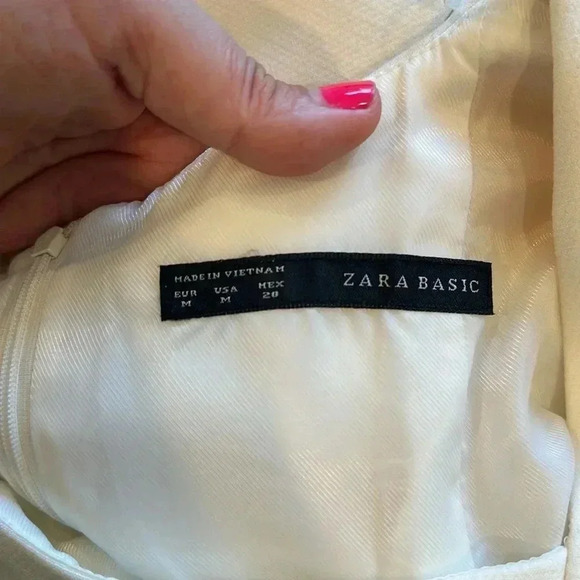 MADE IN VIETNAM
EUR USA MEX
M M 28
ZARA BASIC